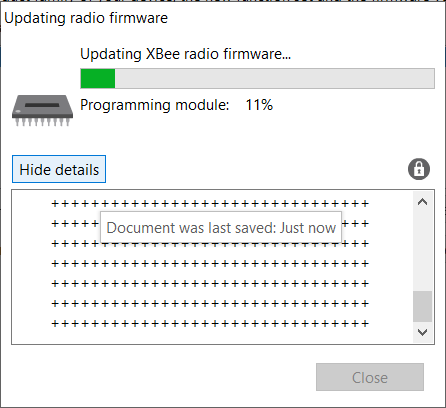 Updating radio firmware
Updating XBee radio firmware...
Programming module: 11%
Hide details
++++++++++++++++++++++++++++++++
++++++++++++++++++++++++++++++++
Document was last saved: Just now
++++++++++++++++++++++++++++++++
++++++++++++++++++++++++++++++++
++++++++++++++++++++++++++++++++
++++++++++++++++++++++++++++++++
++++++++++++++++++++++++++++++++
Close